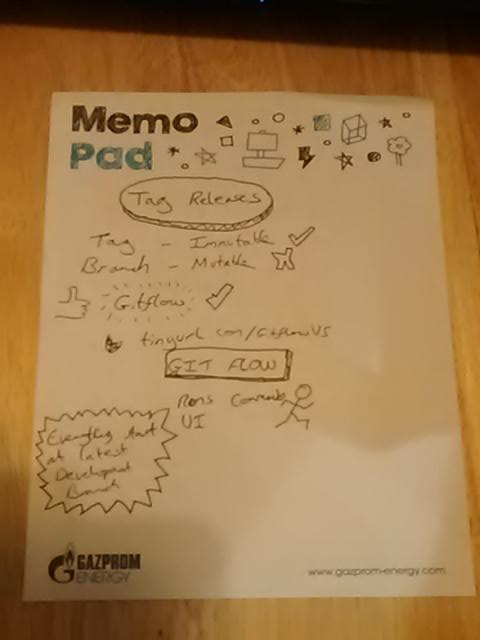 Memo
Pad
Tag Releases
Tag - Immutable
Branch - Mutable
Gitflow
tinyurl.com/GitflowVS
GIT FLOW
Runs Commands
UI
Everything start
at latest
Development
Branch
GAZPROM
ENERGY
www.gazprom-energy.com